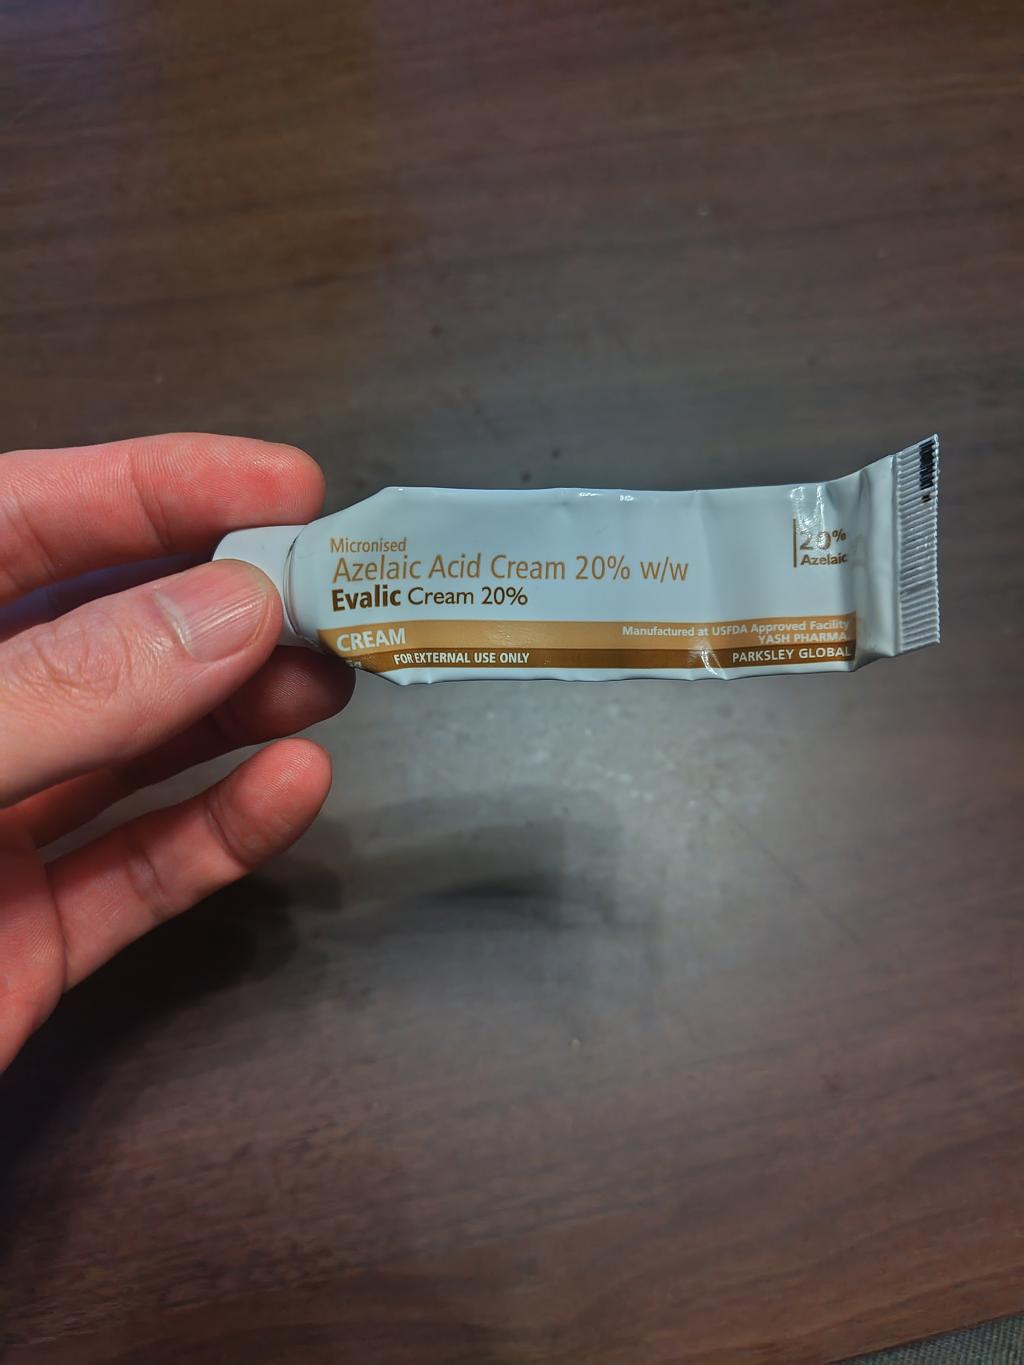 Micronised
Azelaic Acid Cream 20% w/w
Evalic Cream 20%
20%
Azelaic
CREAM
FOR EXTERNAL USE ONLY
Manufactured at USFDA Approved Facility
YASH PHARMA
PARKSLEY GLOBAL